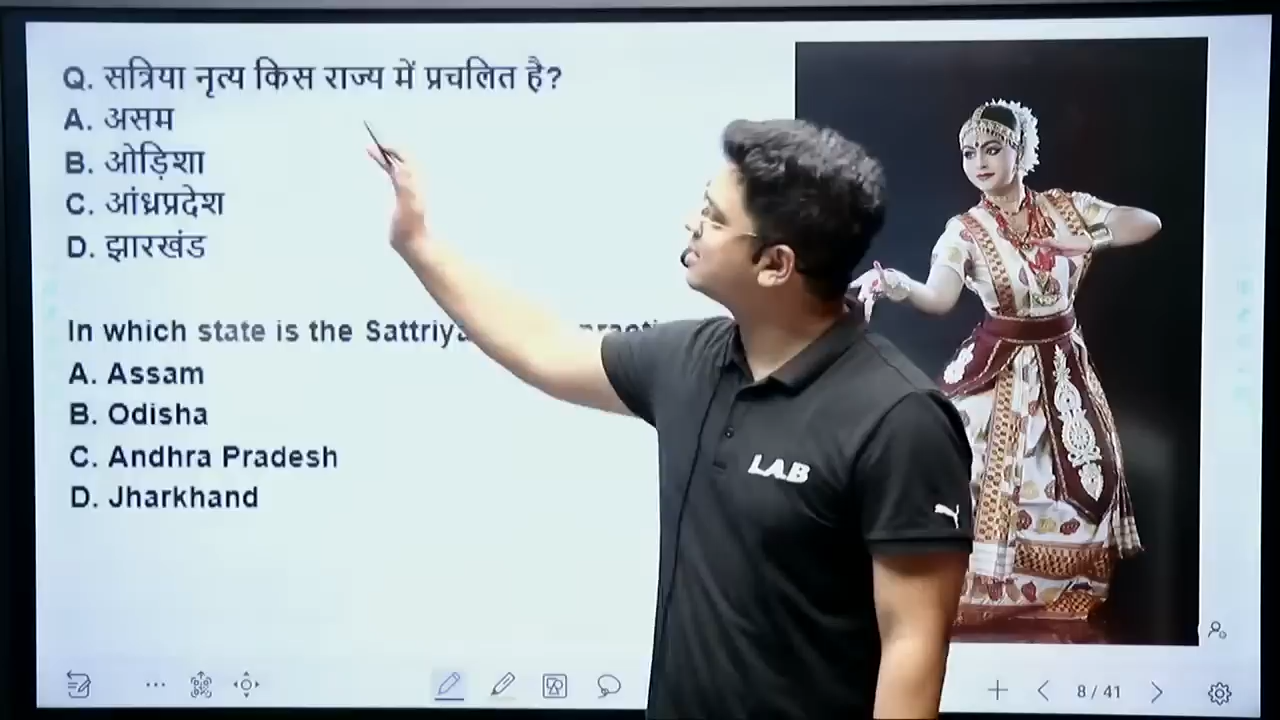 Q. सत्रिया नृत्य किस राज्य में प्रचलित है?
A. असम
B. ओड़िशा
C. आंध्रप्रदेश
D. झारखंड
In which state is the Sattriya
A. Assam
B. Odisha
C. Andhra Pradesh
D. Jharkhand
LAB
8 / 41